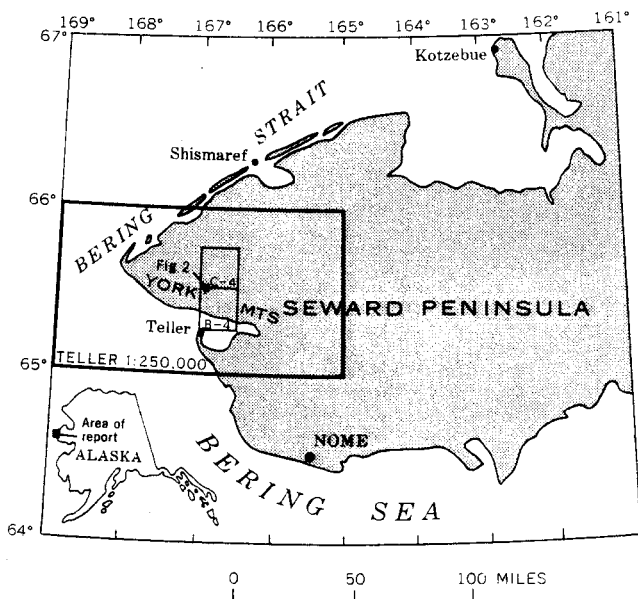 169° 168° 167° 166° 165° 164° 163° 162° 161°
67°
Kotzebue
BERING STRAIT
Shismaref
66°
Fig 2
C-4
YORK MTS
SEWARD PENINSULA
Teller
B-4
TELLER 1:250,000
65°
Area of
report
ALASKA
NOME
BERING SEA
64°
0 50 100 MILES